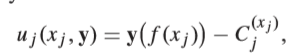 u_j(x_j, y) = y(f(x_j)) − C_j^{(x_j)},